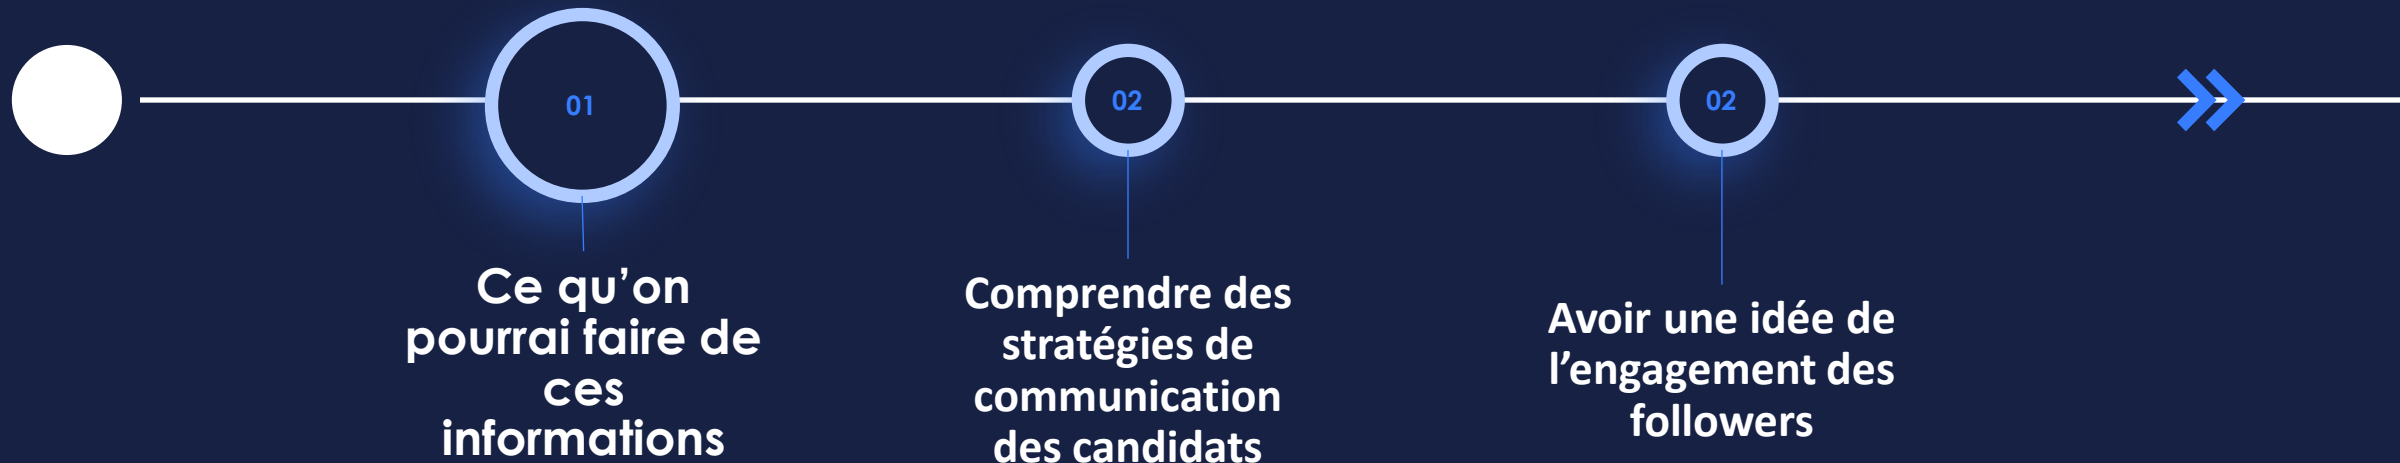 01
Ce qu’on
pourrai faire de
ces
informations
02
Comprendre des
stratégies de
communication
des candidats
02
Avoir une idée de
l’engagement des
followers